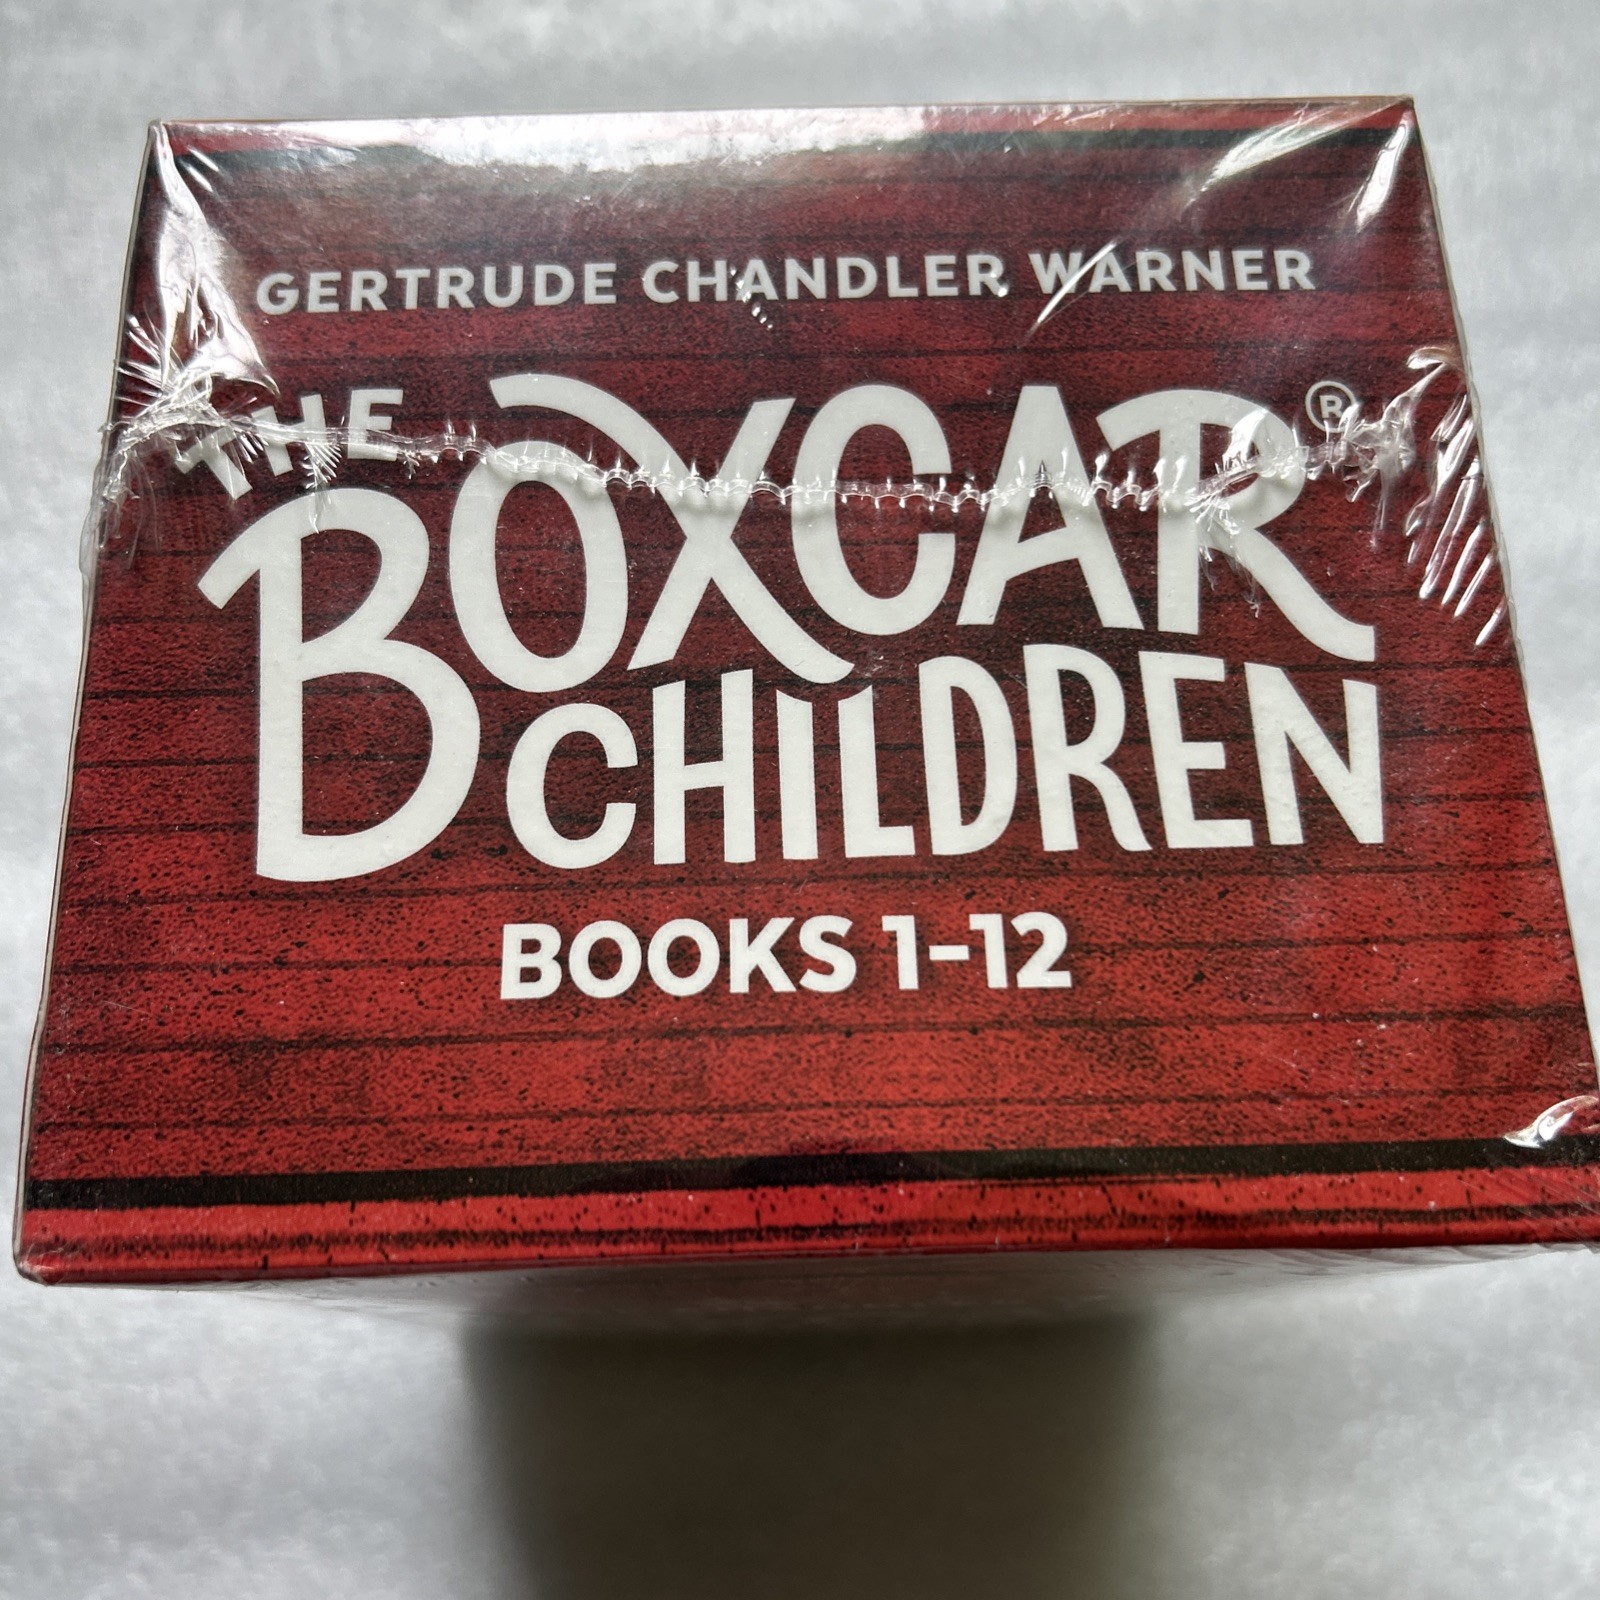 GERTRUDE CHANDLER WARNER
THE
BOXCAR®
CHILDREN
BOOKS 1-12